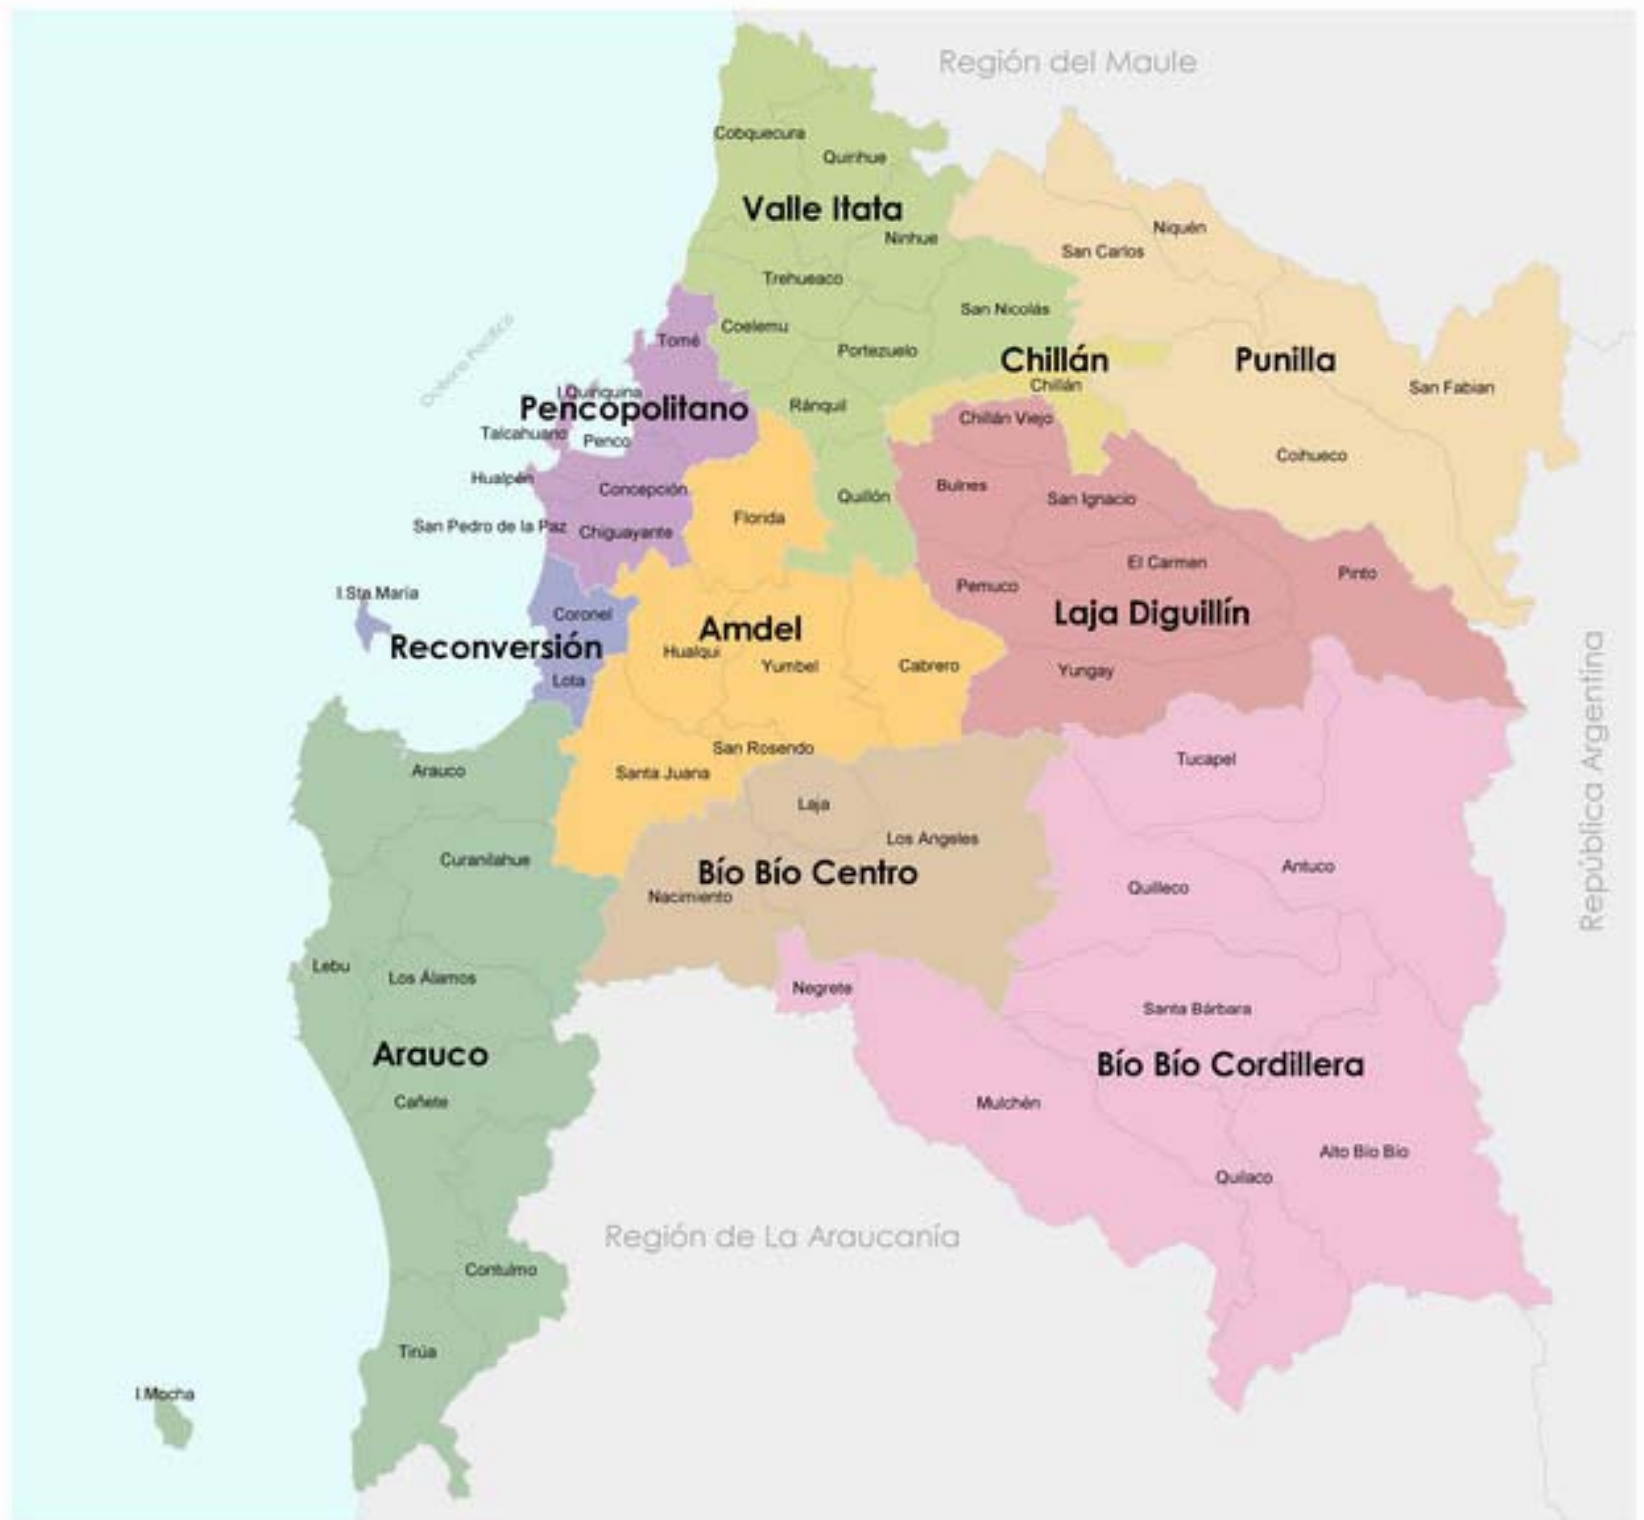 Región del Maule
Cobquecura
Quirihue
Valle Itata
Niquén
Ninhue
San Carlos
Trehueaco
San Nicolás
Coelemu
Tomé
Portezuelo
Chillán
Punilla
Chillán
San Fabian
I.Quiriquina
Pencopolitano
Ránquil
Chillán Viejo
Talcahuano
Penco
Coihueco
Hualpén
Concepción
Bulnes
Quillón
San Ignacio
Florida
San Pedro de la Paz
Chiguayante
El Carmen
Pinto
Pemuco
I.Sta María
Coronel
Laja Diguillín
Amdel
Reconversión
Hualqui
Yumbel
Cabrero
Yungay
Lota
República Argentina
San Rosendo
Tucapel
Arauco
Santa Juana
Laja
Los Angeles
Curanilahue
Antuco
Bío Bío Centro
Quilleco
Nacimiento
Lebu
Los Álamos
Negrete
Santa Bárbara
Arauco
Bío Bío Cordillera
Cañete
Mulchén
Alto Bío Bío
Quilaco
Región de La Araucanía
Contulmo
Tirúa
I.Mocha